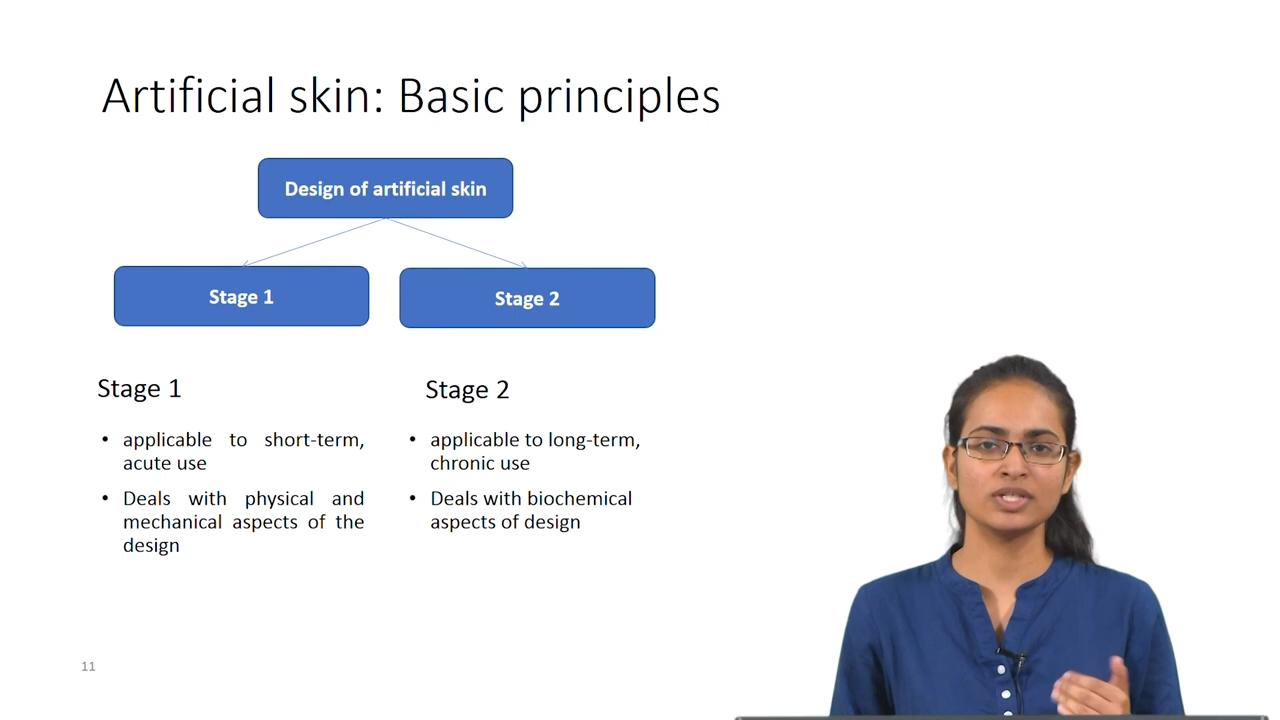 Artificial skin: Basic principles
Design of artificial skin
Stage 1
Stage 2
Stage 1
• applicable to short-term,
acute use
• Deals with physical and
mechanical aspects of the
design
Stage 2
• applicable to long-term,
chronic use
• Deals with biochemical
aspects of design
11